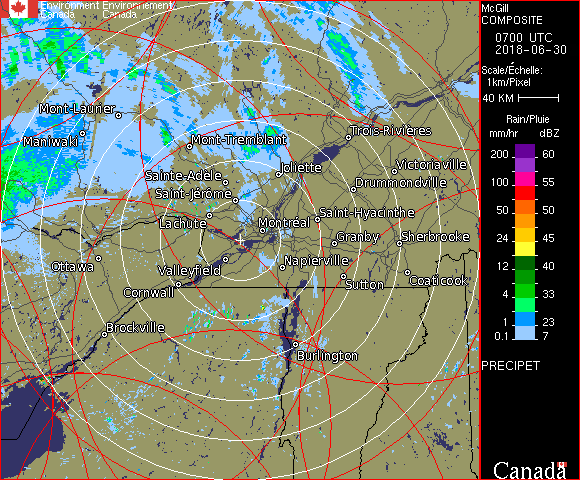 Environment Environnement
Canada Canada
McGill
COMPOSITE
0700 UTC
2018-06-30
Scale/Échelle:
1km/Pixel
40 KM
Rain/Pluie
mm/hr dBZ
200 60
150 57
100 55
50 50
24 45
12 40
4 33
1 23
0.1 7
PRECIPET
Mont-Laurier
Maniwaki
Mont-Tremblant
Trois-Rivières
Joliette
Victoriaville
Sainte-Adèle
Drummondville
Saint-Jérôme
Lachute
Saint-Hyacinthe
Montréal
Granby
Sherbrooke
Ottawa
Valleyfield
Napierville
Sutton
Coaticook
Cornwall
Brockville
Burlington
Canada